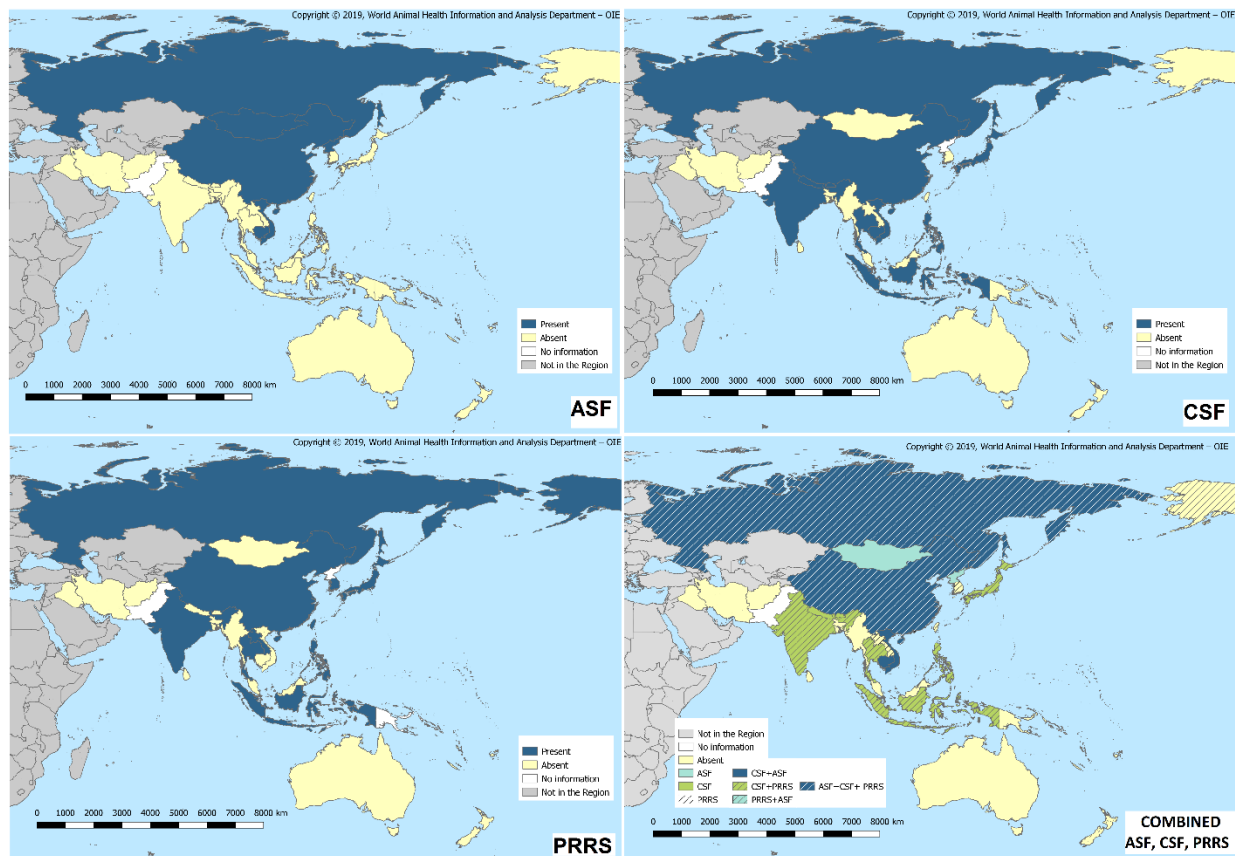 Copyright © 2019, World Animal Health Information and Analysis Department – OIE
Present
Absent
No information
Not in the Region
0 1000 2000 3000 4000 5000 6000 7000 8000 km
ASF
Copyright © 2019, World Animal Health Information and Analysis Department – OIE
Present
Absent
No information
Not in the Region
0 1000 2000 3000 4000 5000 6000 7000 8000 km
CSF
Copyright © 2019, World Animal Health Information and Analysis Department – OIE
Present
Absent
No information
Not in the Region
0 1000 2000 3000 4000 5000 6000 7000 8000 km
PRRS
Copyright © 2019, World Animal Health Information and Analysis Department – OIE
Not in the Region
No information
Absent
ASF CSF+ASF
CSF CSF+PRRS ASF-CSF+ PRRS
PRRS PRRS+ASF
0 1000 2000 3000 4000 5000 6000 7000 8000 km
COMBINED
ASF, CSF, PRRS